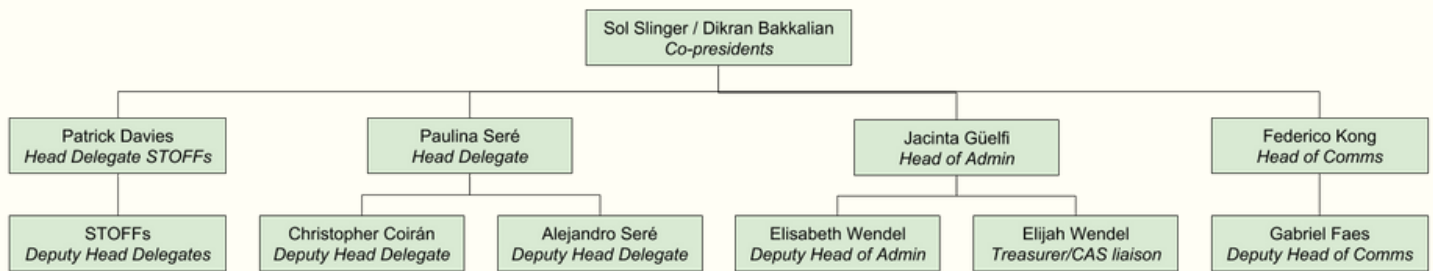 Sol Slinger / Dikran Bakkalian
Co-presidents
Patrick Davies
Head Delegate STOFFs
Paulina Seré
Head Delegate
Jacinta Güelfi
Head of Admin
Federico Kong
Head of Comms
STOFFs
Deputy Head Delegates
Christopher Coirán
Deputy Head Delegate
Alejandro Seré
Deputy Head Delegate
Elisabeth Wendel
Deputy Head of Admin
Elijah Wendel
Treasurer/CAS liaison
Gabriel Faes
Deputy Head of Comms